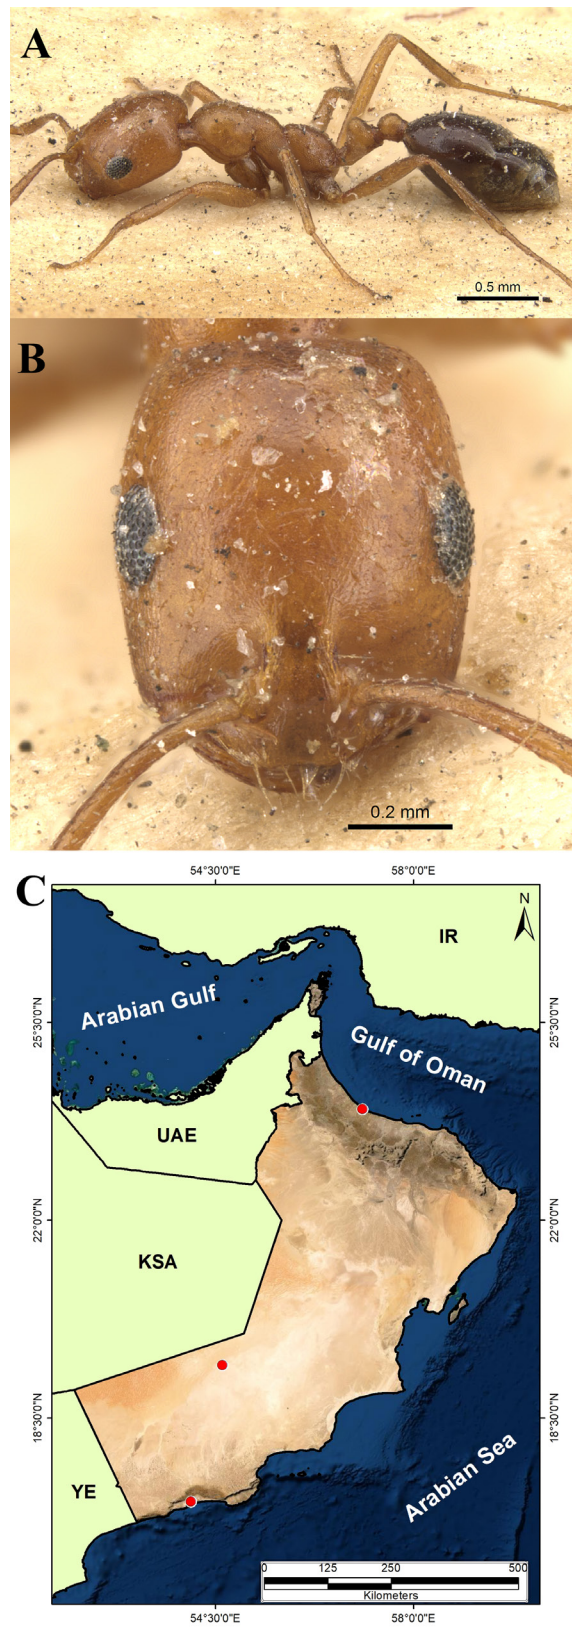 A
0.5 mm
B
0.2 mm
C
54°30'0"E
58°0'0"E
N
IR
Arabian Gulf
25°30'0"N
25°30'0"N
Gulf of Oman
UAE
22°0'0"N
22°0'0"N
KSA
18°30'0"N
18°30'0"N
YE
Arabian Sea
0
125
250
500
Kilometers
54°30'0"E
58°0'0"E